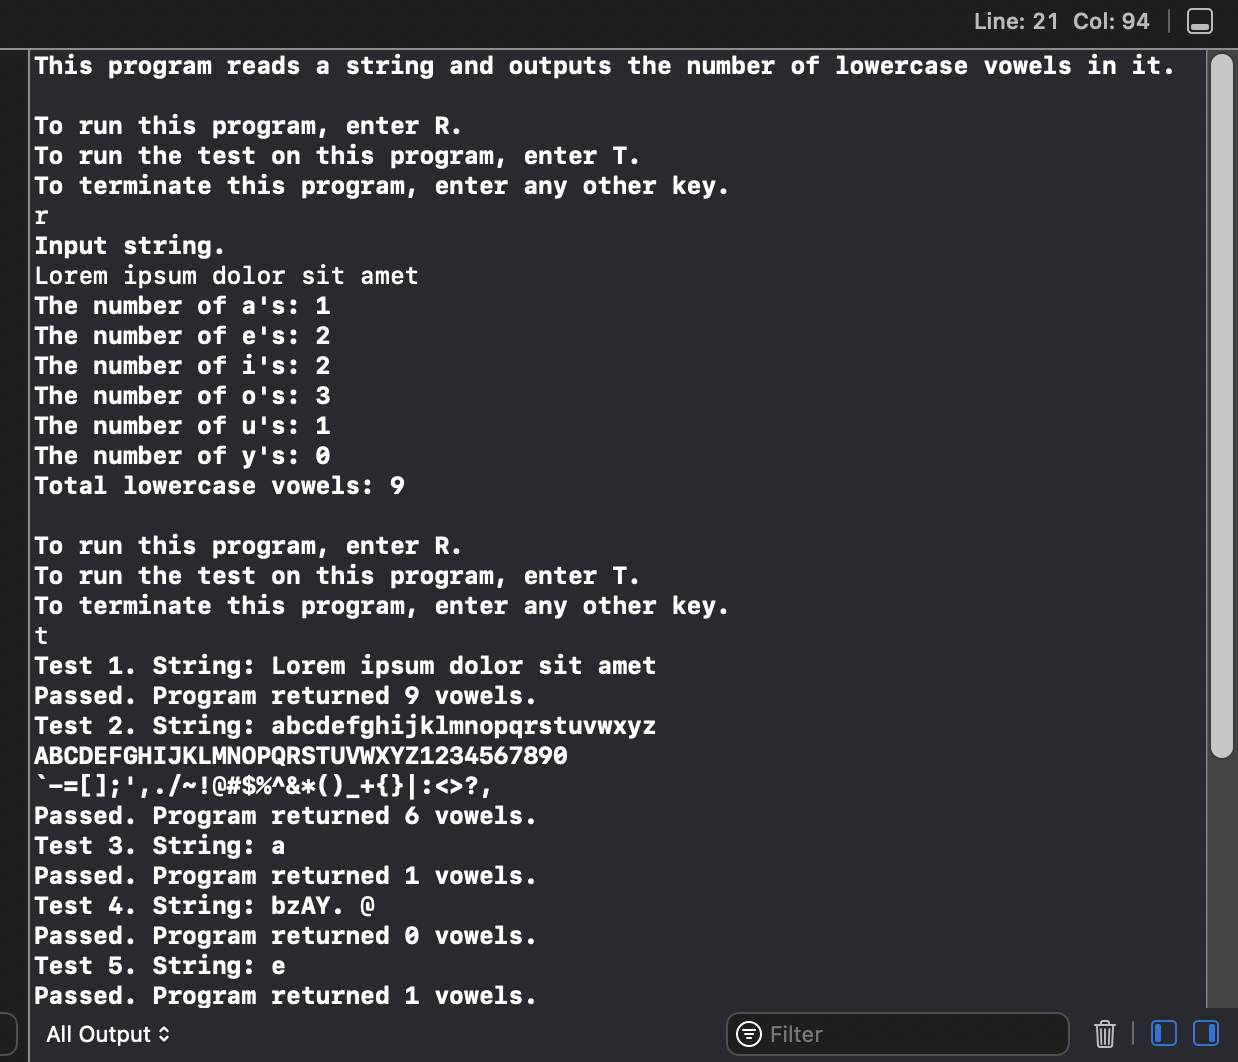 Line: 21 Col: 94
This program reads a string and outputs the number of lowercase vowels in it.
To run this program, enter R.
To run the test on this program, enter T.
To terminate this program, enter any other key.
r
Input string.
Lorem ipsum dolor sit amet
The number of a's: 1
The number of e's: 2
The number of i's: 2
The number of o's: 3
The number of u's: 1
The number of y's: 0
Total lowercase vowels: 9
To run this program, enter R.
To run the test on this program, enter T.
To terminate this program, enter any other key.
t
Test 1. String: Lorem ipsum dolor sit amet
Passed. Program returned 9 vowels.
Test 2. String: abcdefghijklmnopqrstuvwxyz
ABCDEFGHIJKLMNOPQRSTUVWXYZ1234567890
`-=[];',./~!@#$%^&*()_+{}|:<>?,
Passed. Program returned 6 vowels.
Test 3. String: a
Passed. Program returned 1 vowels.
Test 4. String: bzAY. @
Passed. Program returned 0 vowels.
Test 5. String: e
Passed. Program returned 1 vowels.
All Output
Filter